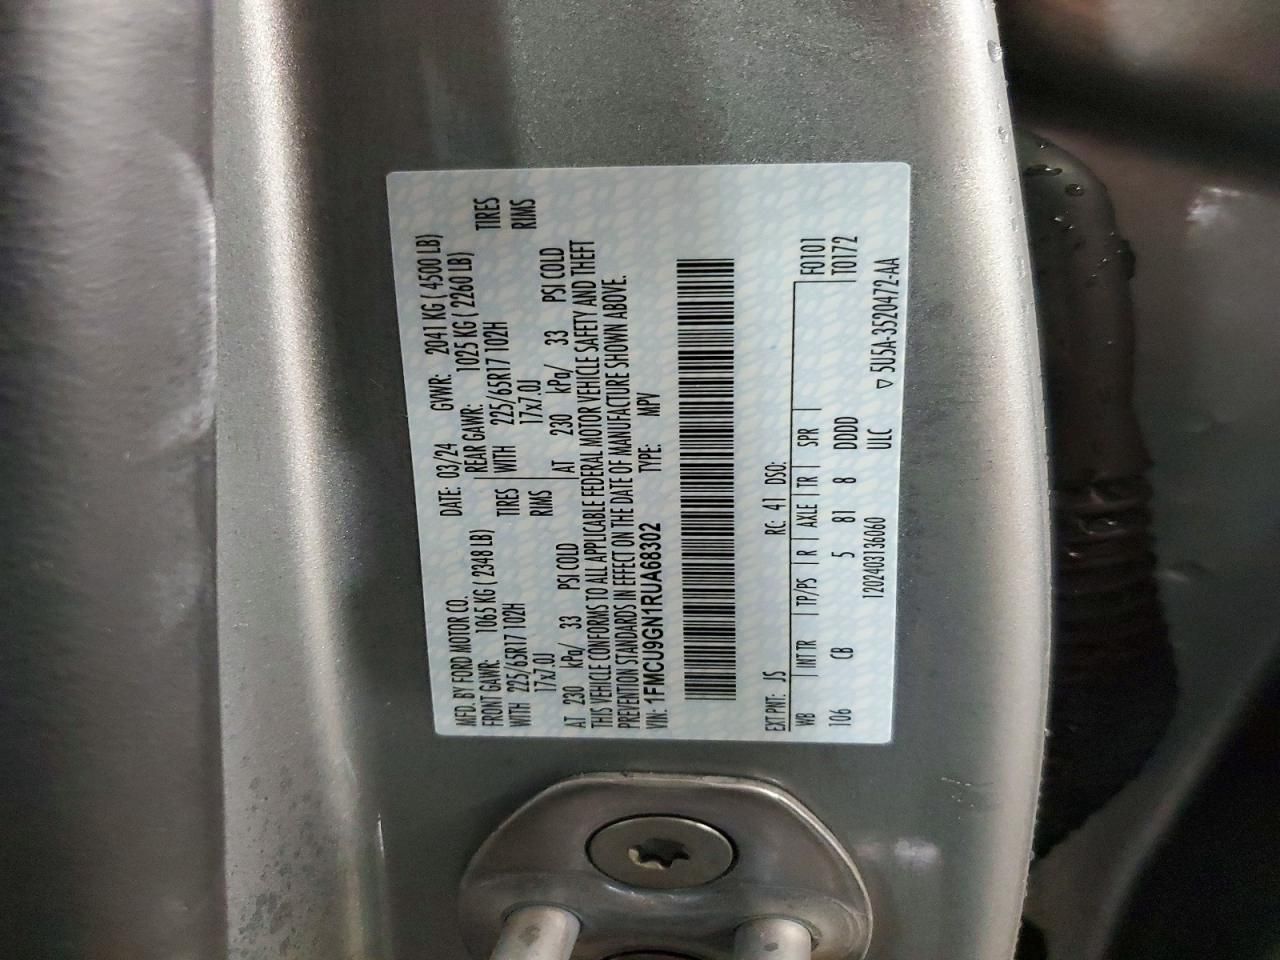 MFD. BY FORD MOTOR CO.
DATE: 03/24 GVWR: 2041 KG ( 4500 LB)
FRONT GAWR: 1065 KG ( 2348 LB) REAR GAWR: 1025 KG ( 2260 LB)
WITH 225/65R17 102H TIRES WITH 225/65R17 102H TIRES
17x7.0J RIMS 17x7.0J RIMS
AT 230 kPa/ 33 PSI COLD AT 230 kPa/ 33 PSI COLD
THIS VEHICLE CONFORMS TO ALL APPLICABLE FEDERAL MOTOR VEHICLE SAFETY AND THEFT
PREVENTION STANDARDS IN EFFECT ON THE DATE OF MANUFACTURE SHOWN ABOVE.
VIN: 1FMCU9GN1RUA68302 TYPE: MPV
EXT PNT: JS RC: 41 DSO: F0101
WB INT TR TP/PS R AXLE TR SPR T0172
106 CB 5 81 8 DDDD
120240313606​0 ULC ▽ 5U5A-3520472-AA